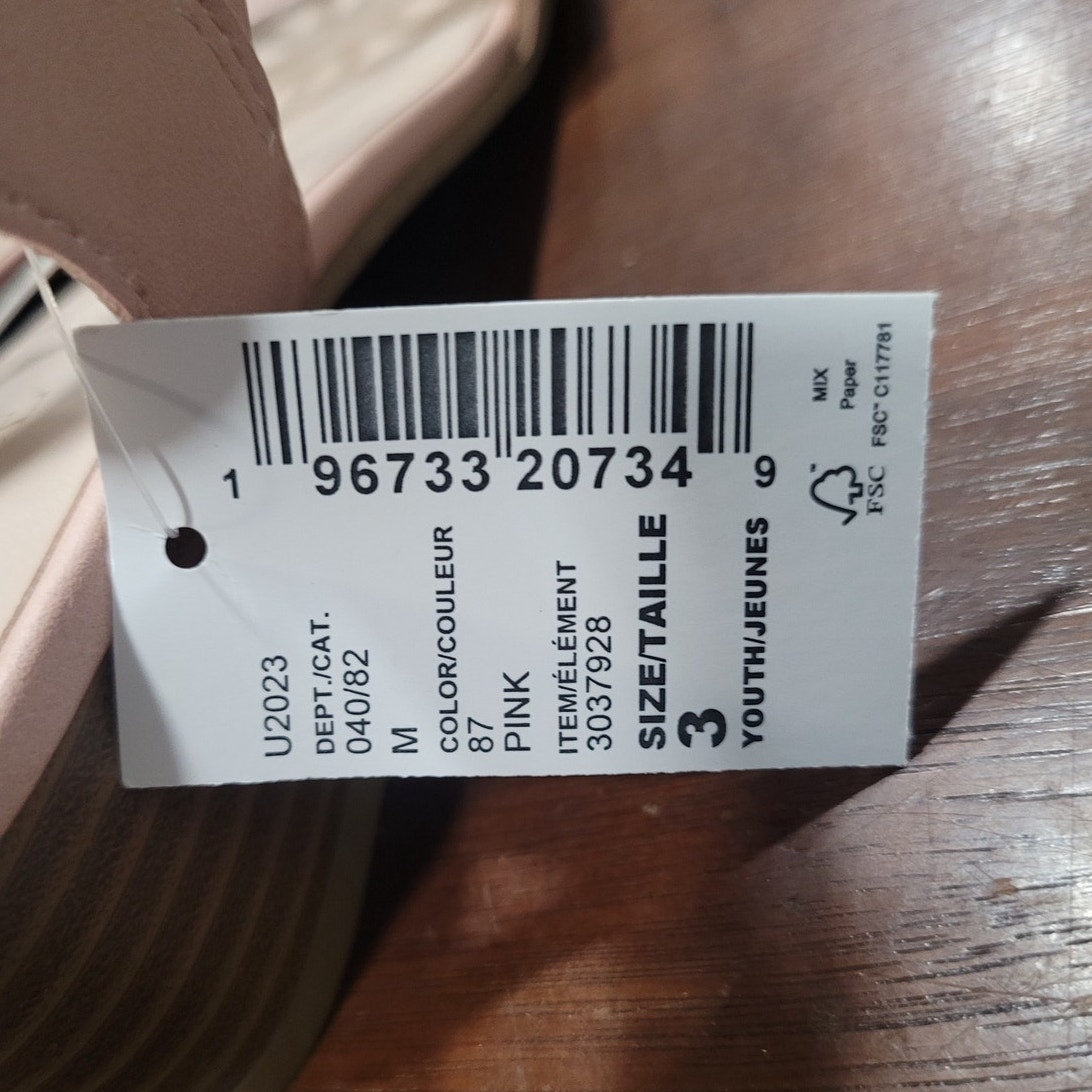 1 96733 20734 9
U2023
DEPT./CAT.
040/82
M
COLOR/COULEUR
87
PINK
ITEM/ÉLÉMENT
3037928
SIZE/TAILLE
3
YOUTH/JEUNES
FSC
MIX
Paper
FSC™ C117781